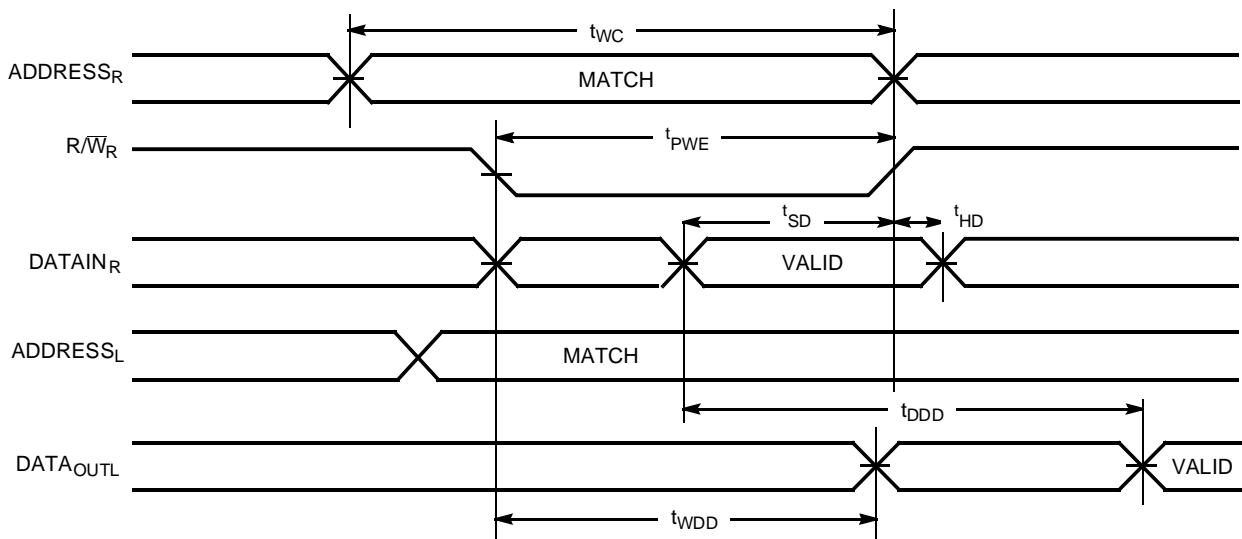 tWC
ADDRESSR
MATCH
R/W̅R
tPWE
tSD
tHD
DATAINR
VALID
ADDRESSL
MATCH
tDDD
DATAOUTL
VALID
tWDD